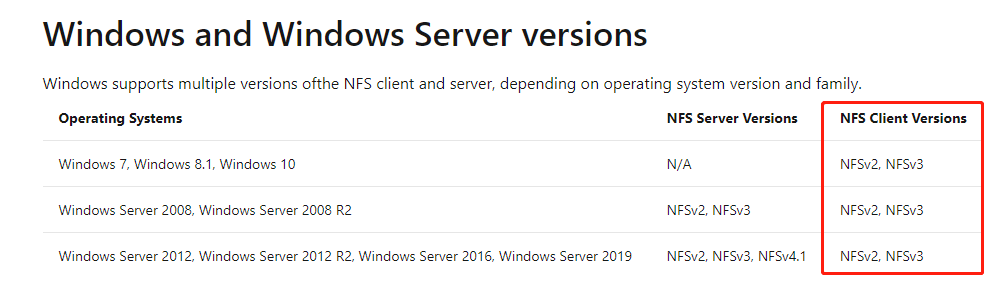 Windows and Windows Server versions
Windows supports multiple versions ofthe NFS client and server, depending on operating system version and family.
Operating Systems NFS Server Versions NFS Client Versions
Windows 7, Windows 8.1, Windows 10 N/A NFSv2, NFSv3
Windows Server 2008, Windows Server 2008 R2 NFSv2, NFSv3 NFSv2, NFSv3
Windows Server 2012, Windows Server 2012 R2, Windows Server 2016, Windows Server 2019 NFSv2, NFSv3, NFSv4.1 NFSv2, NFSv3